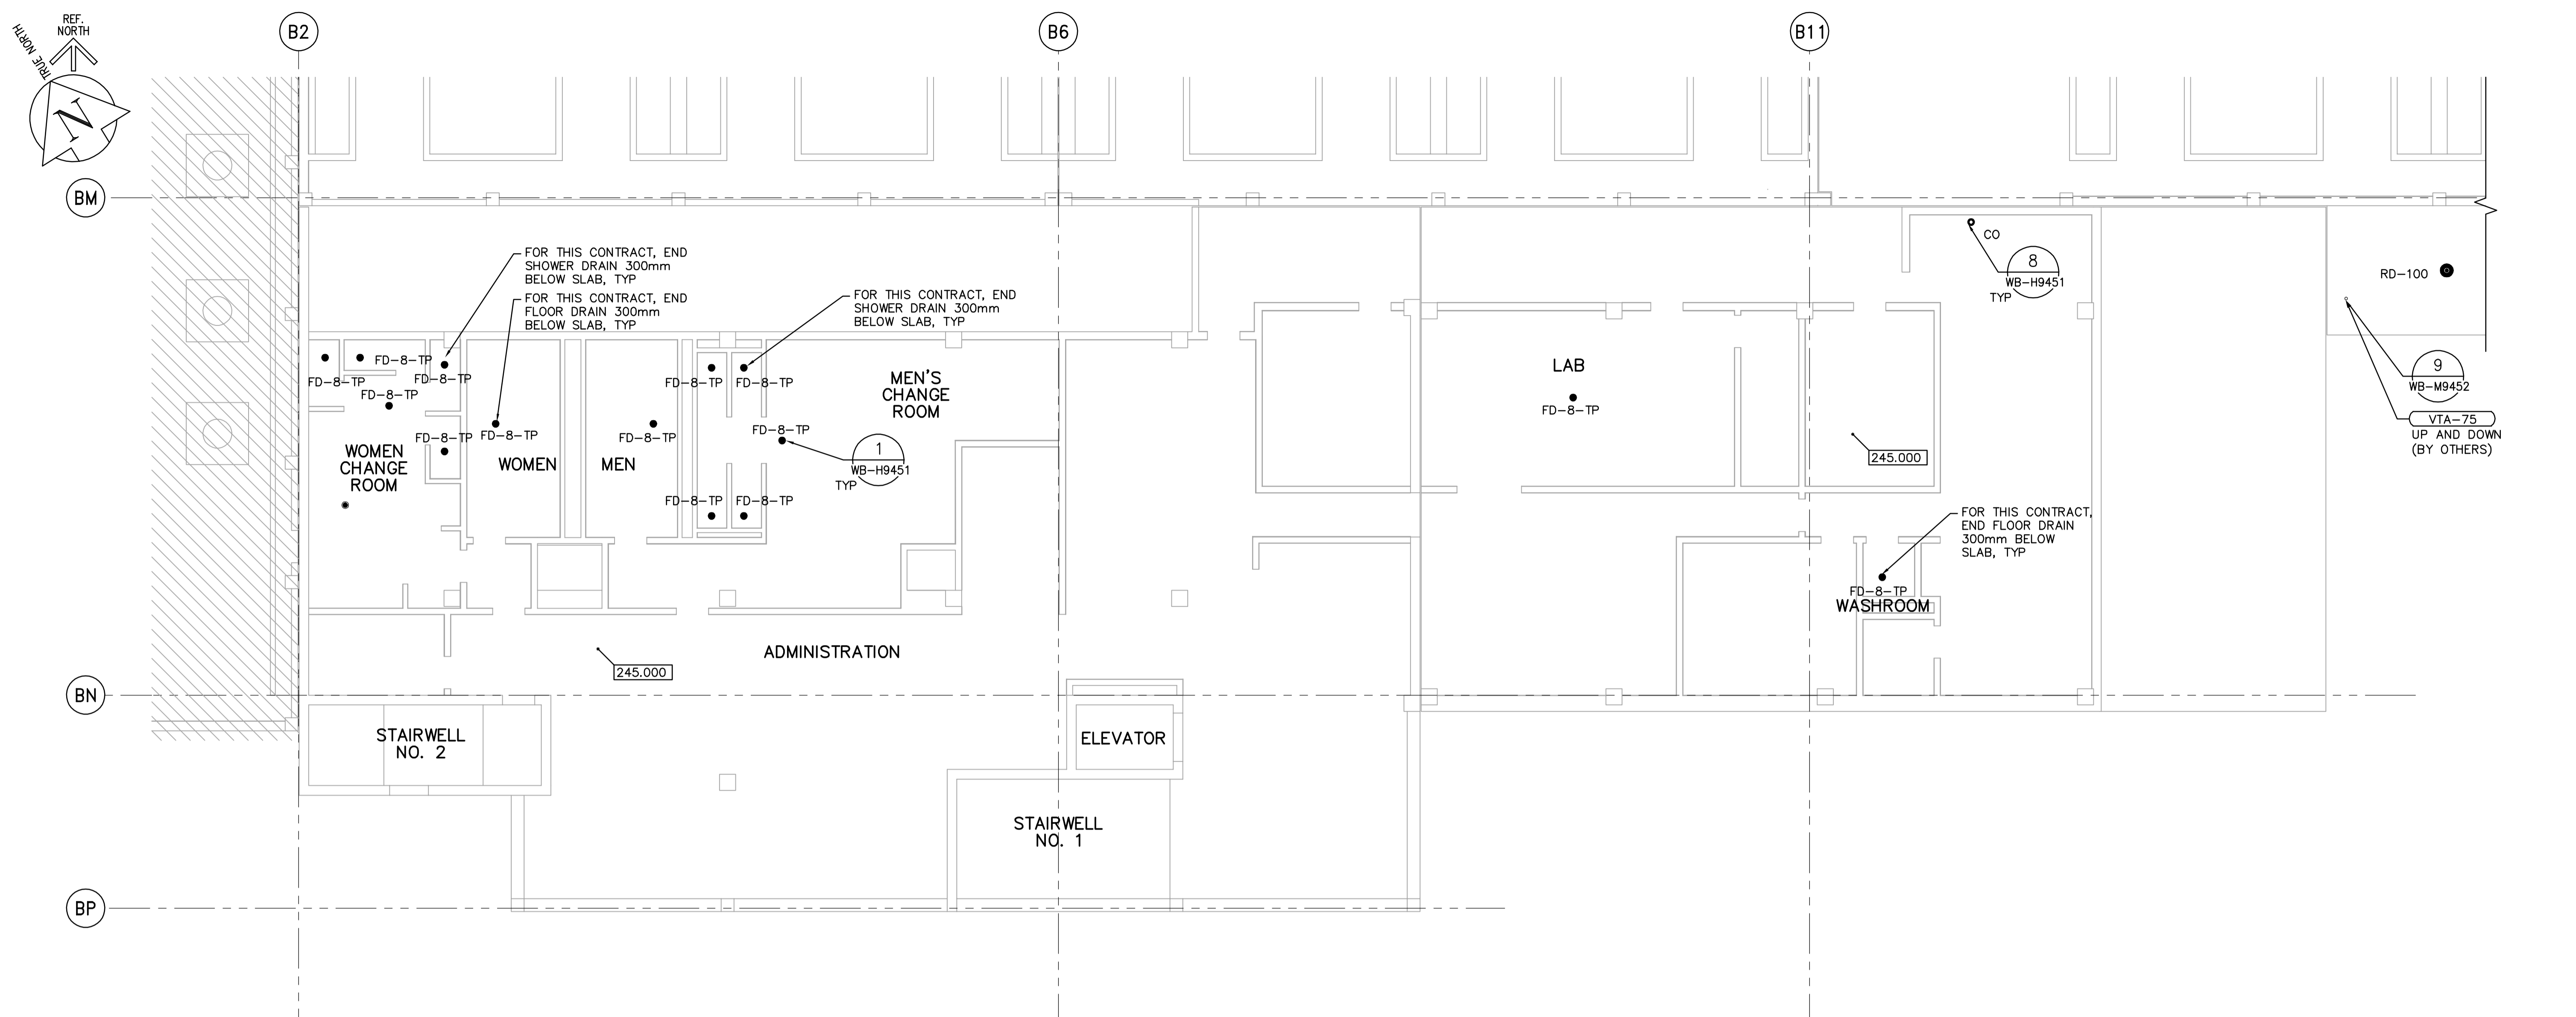 REF.
NORTH
TRUE NORTH
N
B2
B6
B11
BM
FOR THIS CONTRACT, END
SHOWER DRAIN 300mm
BELOW SLAB, TYP
FOR THIS CONTRACT, END
FLOOR DRAIN 300mm
BELOW SLAB, TYP
FOR THIS CONTRACT, END
SHOWER DRAIN 300mm
BELOW SLAB, TYP
CO
8
WB-H9451
TYP
RD-100
9
WB-M9452
VTA-75
UP AND DOWN
(BY OTHERS)
FD-8-TP
FD-8-TP
FD-8-TP
FD-8-TP
FD-8-TP
FD-8-TP
WOMEN
CHANGE
ROOM
WOMEN
MEN
FD-8-TP
FD-8-TP
FD-8-TP
FD-8-TP
FD-8-TP
FD-8-TP
MEN'S
CHANGE
ROOM
1
WB-H9451
TYP
LAB
FD-8-TP
245.000
FOR THIS CONTRACT,
END FLOOR DRAIN
300mm BELOW
SLAB, TYP
FD-8-TP
WASHROOM
ADMINISTRATION
245.000
BN
STAIRWELL
NO. 2
ELEVATOR
STAIRWELL
NO. 1
BP